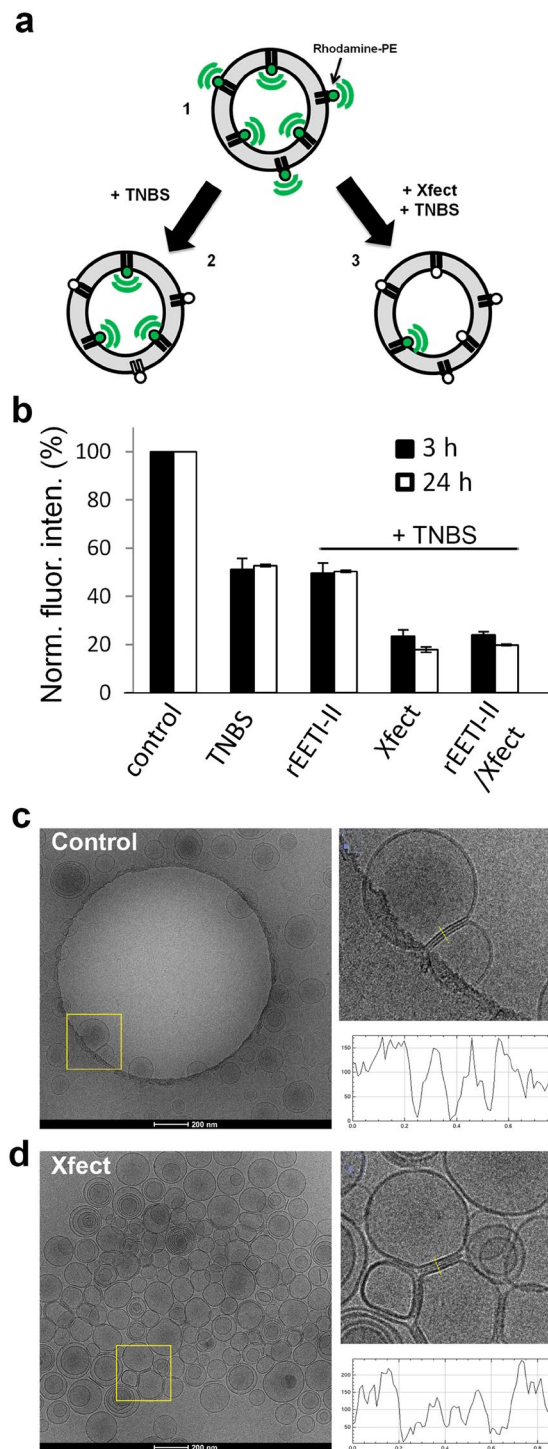 a
Rhodamine-PE
1
+ TNBS
+ Xfect
+ TNBS
2
3
b
Norm. fluor. inten. (%)
100
80
60
40
20
0
3 h
24 h
+ TNBS
control
TNBS
rEETI-II
Xfect
rEETI-II
/Xfect
c
Control
200 nm
150
100
50
0
0.0
0.2
0.4
0.6
d
Xfect
200 nm
200
150
100
50
0.0
0.2
0.4
0.6